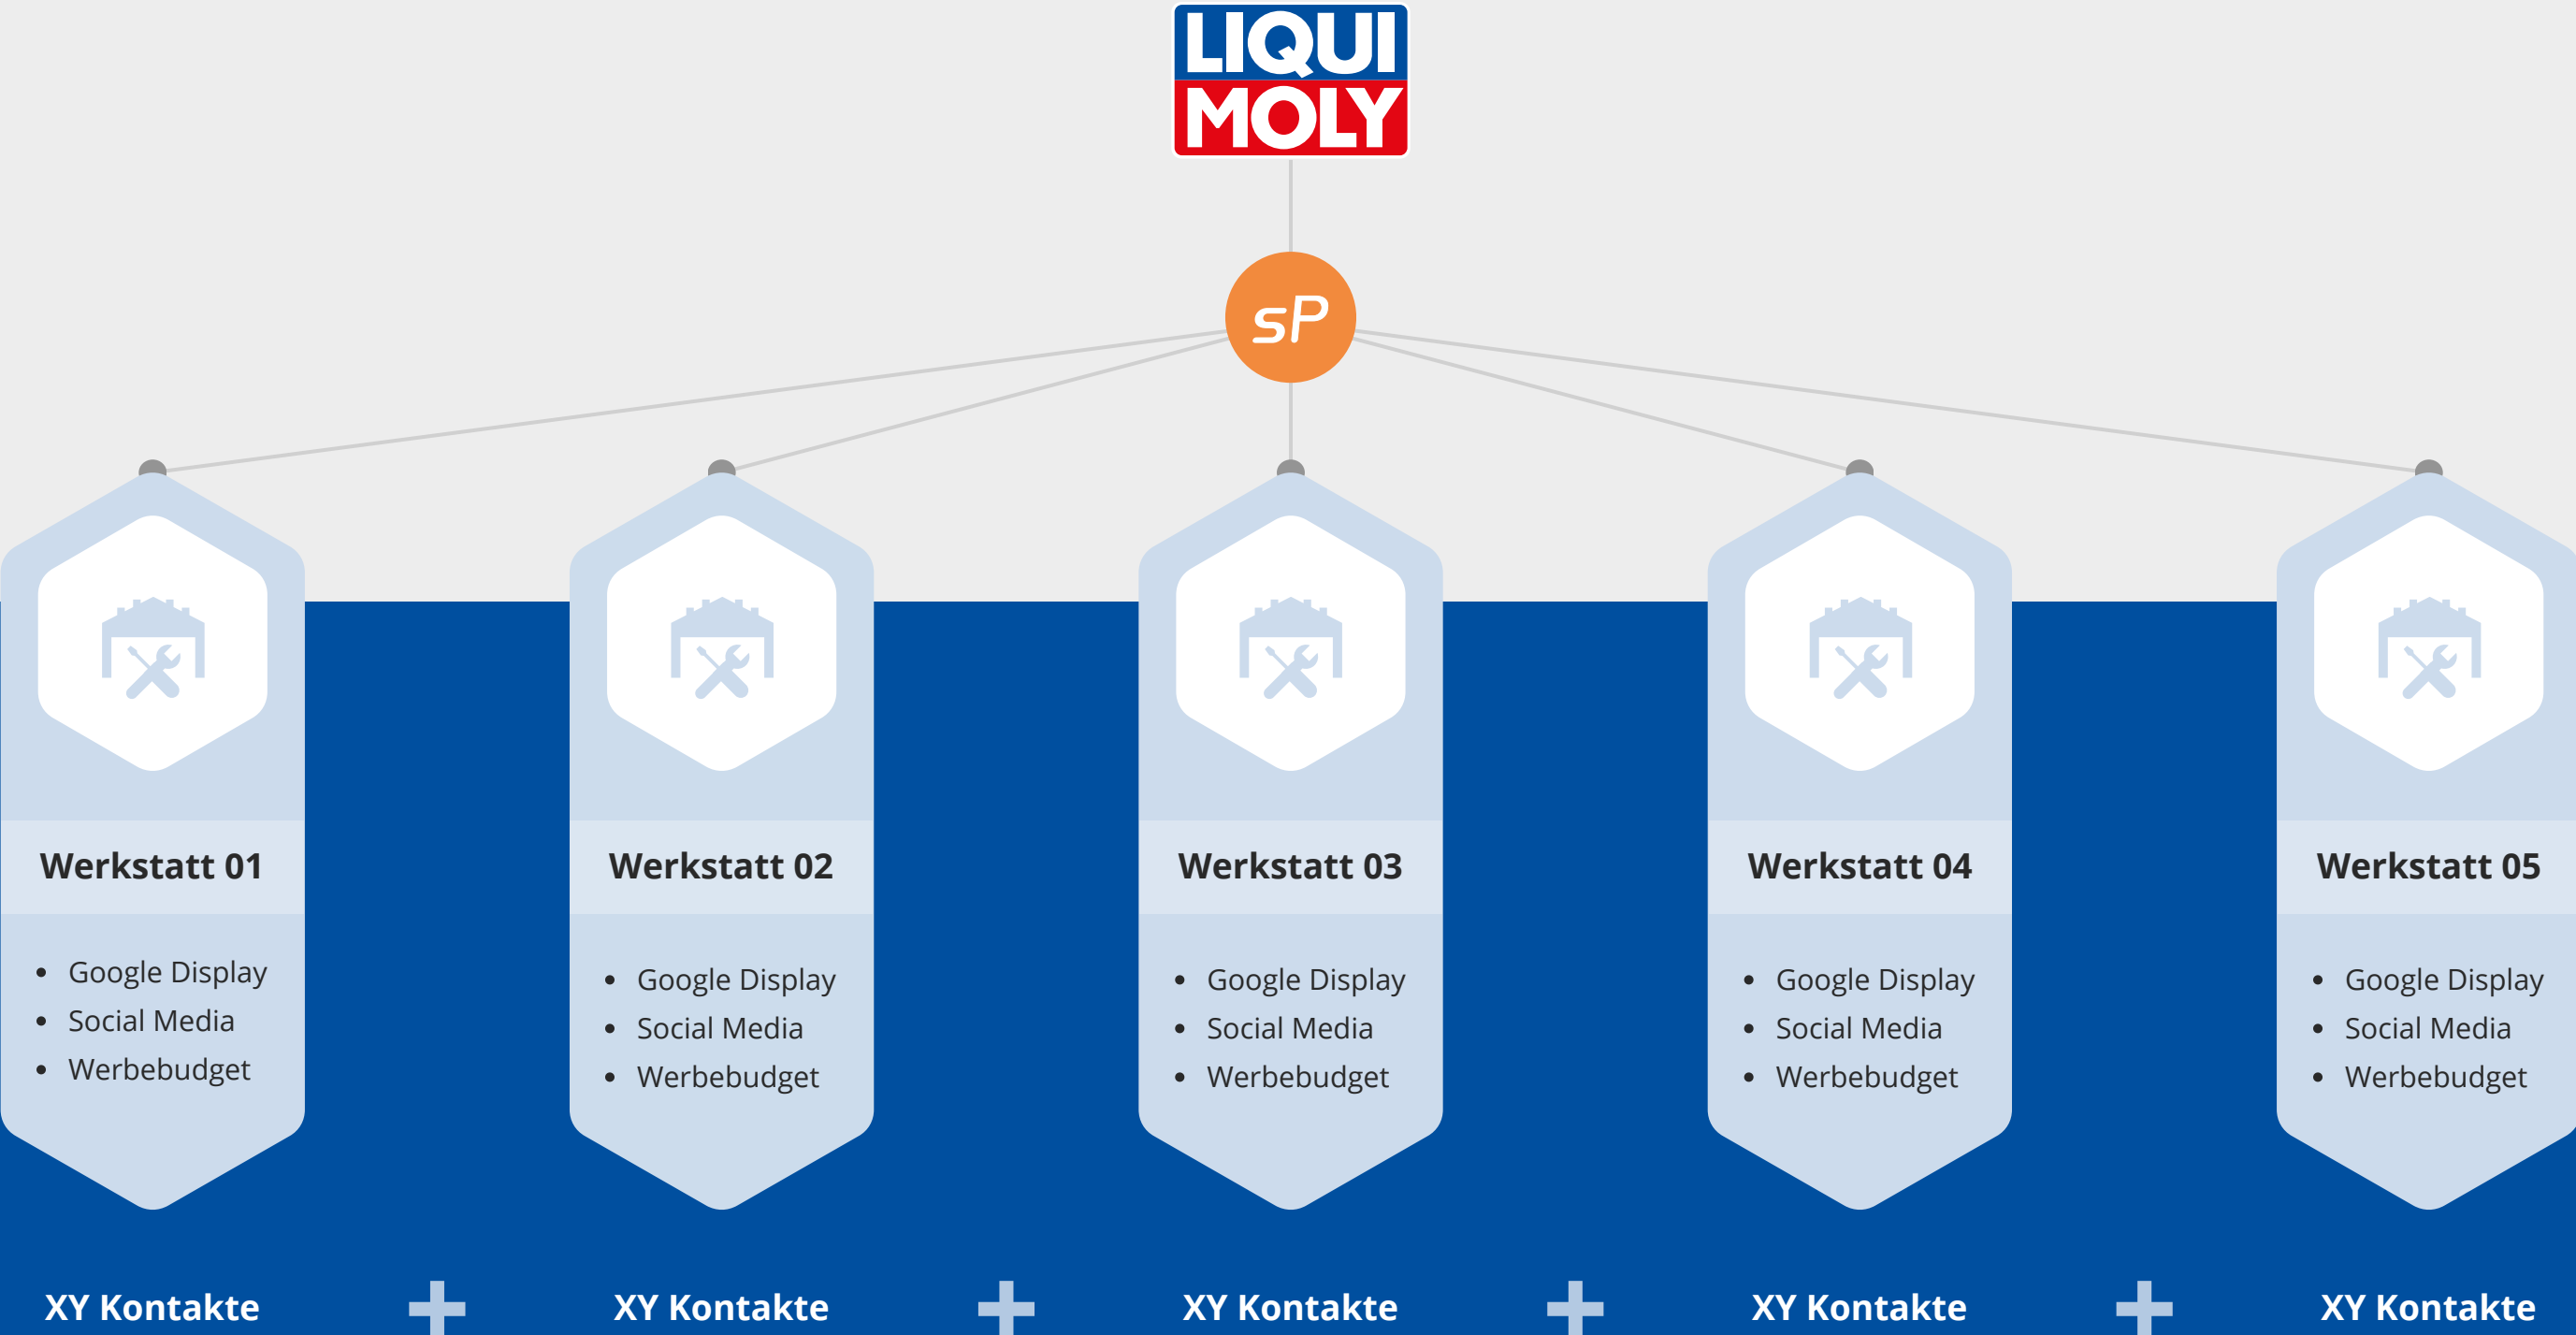 LIQUI
MOLY
sP
Werkstatt 01
Google Display
Social Media
Werbebudget
XY Kontakte
Werkstatt 02
Google Display
Social Media
Werbebudget
XY Kontakte
Werkstatt 03
Google Display
Social Media
Werbebudget
XY Kontakte
Werkstatt 04
Google Display
Social Media
Werbebudget
XY Kontakte
Werkstatt 05
Google Display
Social Media
Werbebudget
XY Kontakte